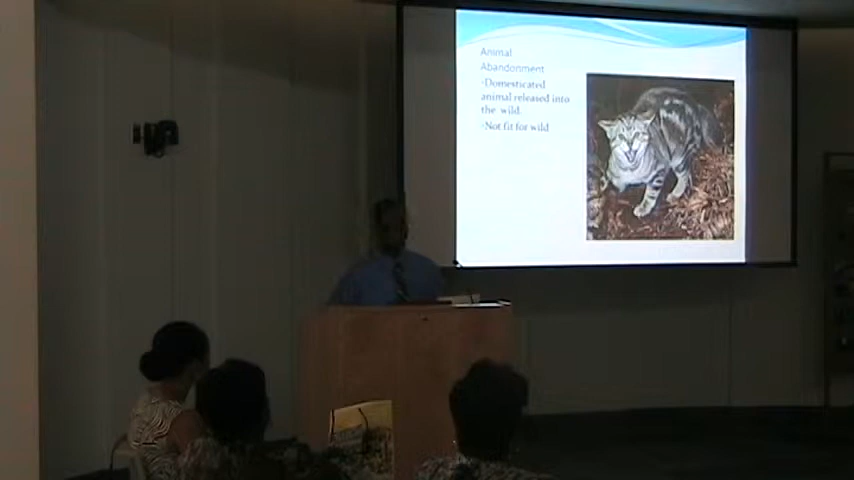 Animal
Abandonment
•Domesticated
animal released into
the wild.
•Not fit for wild